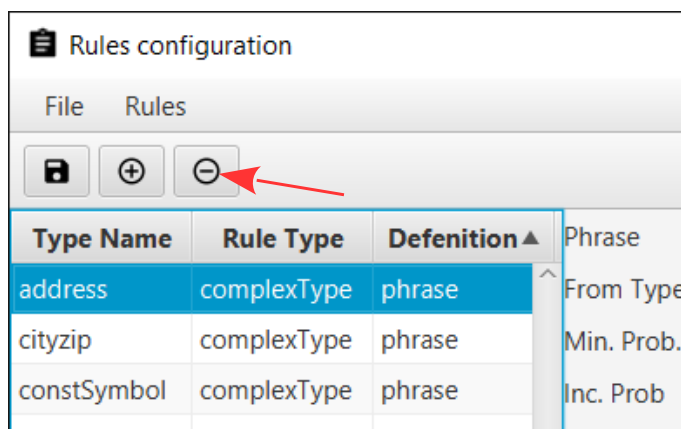 Rules configuration
File Rules
Type Name Rule Type Defenition Phrase
address complexType phrase From Type
cityzip complexType phrase Min. Prob.
constSymbol complexType phrase Inc. Prob